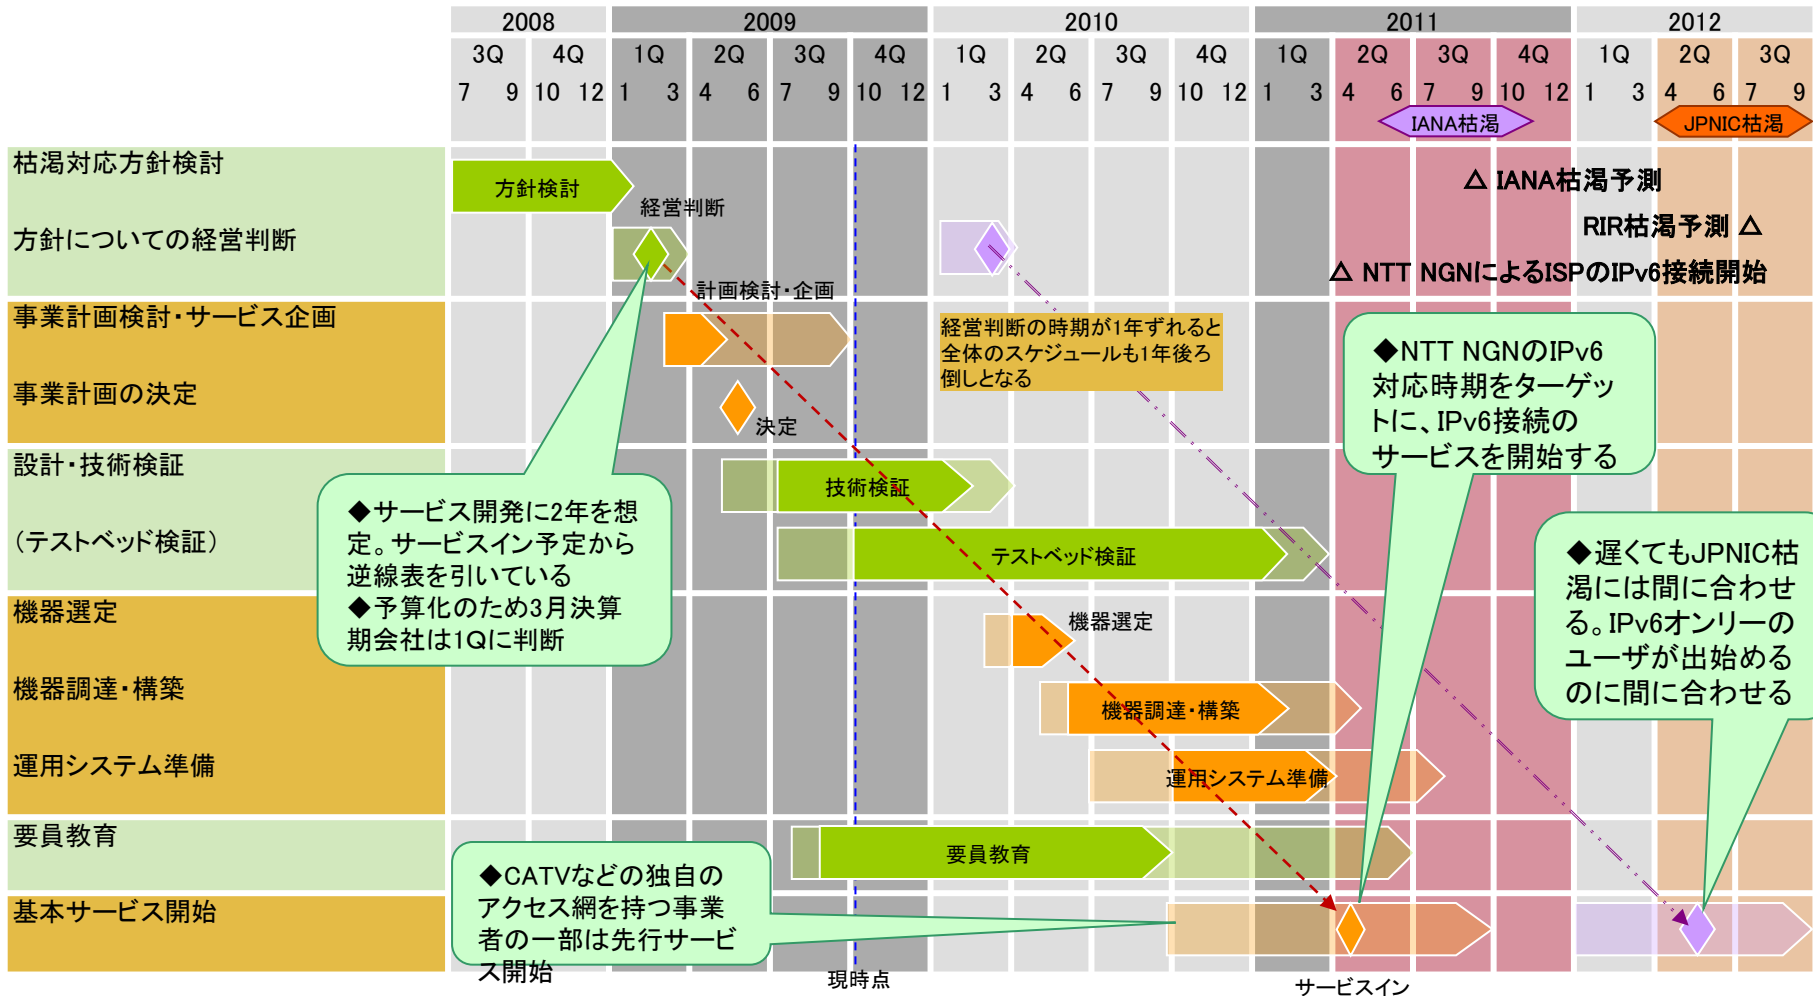 2008 2009 2010 2011 2012
3Q 4Q 1Q 2Q 3Q 4Q 1Q 2Q 3Q 4Q 1Q 2Q 3Q 4Q 1Q 2Q 3Q
7 9 10 12 1 3 4 6 7 9 10 12 1 3 4 6 7 9 10 12 1 3 4 6 7 9 10 12 1 3 4 6 7 9
IANA枯渇 JPNIC枯渇
枯渇対応方針検討
方針検討
△ IANA枯渇予測
経営判断
方針についての経営判断
RIR枯渇予測 △
△ NTT NGNによるISPのIPv6接続開始
計画検討・企画
事業計画検討・サービス企画
経営判断の時期が1年ずれると
全体のスケジュールも1年後ろ
倒しとなる
◆NTT NGNのIPv6
対応時期をターゲッ
トに、IPv6接続の
サービスを開始する
事業計画の決定
決定
設計・技術検証
技術検証
◆サービス開発に2年を想
定。サービスイン予定から
逆線表を引いている
◆予算化のため3月決算
期会社は1Qに判断
（テストベッド検証）
テストベッド検証
◆遅くてもJPNIC枯
渇には間に合わせ
る。IPv6オンリーの
ユーザが出始める
のに間に合わせる
機器選定
機器選定
機器調達・構築
機器調達・構築
運用システム準備
運用システム準備
要員教育
要員教育
◆CATVなどの独自の
アクセス網を持つ事業
者の一部は先行サービ
ス開始
基本サービス開始
現時点
サービスイン